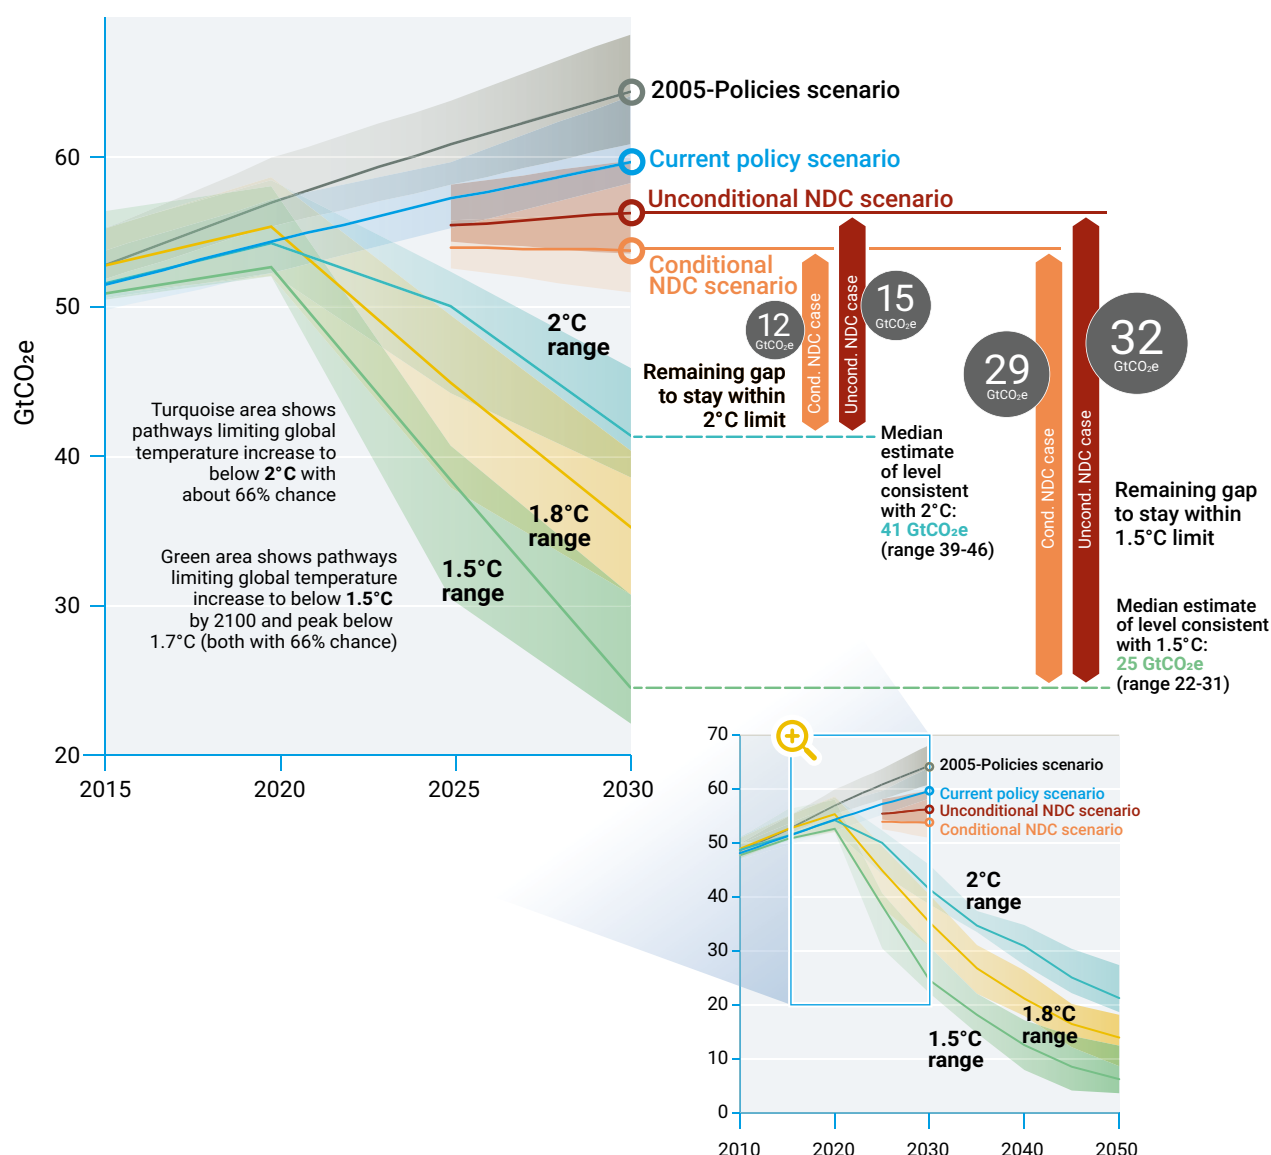 GtCO₂e
60
50
40
30
20
2015
2020
2025
2030
2005-Policies scenario
Current policy scenario
Unconditional NDC scenario
Conditional
NDC scenario
2°C
range
1.8°C
range
1.5°C
range
Turquoise area shows
pathways limiting global
temperature increase to
below 2°C with
about 66% chance
Green area shows pathways
limiting global temperature
increase to below 1.5°C
by 2100 and peak below
1.7°C (both with 66% chance)
12
GtCO₂e
Cond. NDC case
Uncond. NDC case
15
GtCO₂e
Remaining gap
to stay within
2°C limit
Median
estimate
of level
consistent
with 2°C:
41 GtCO₂e
(range 39-46)
29
GtCO₂e
Cond. NDC case
Uncond. NDC case
32
GtCO₂e
Remaining gap
to stay within
1.5°C limit
Median estimate
of level consistent
with 1.5°C:
25 GtCO₂e
(range 22-31)
70
60
50
40
30
20
10
0
2010
2020
2030
2040
2050
2005-Policies scenario
Current policy scenario
Unconditional NDC scenario
Conditional NDC scenario
2°C
range
1.8°C
range
1.5°C
range